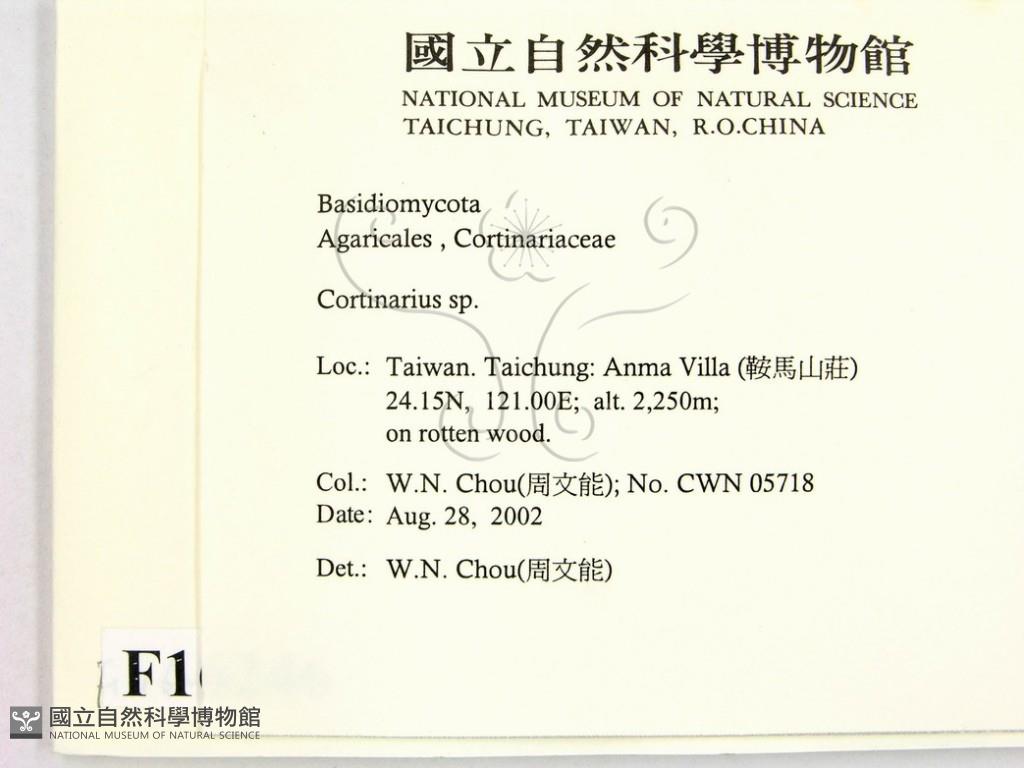 國立自然科學博物館
NATIONAL MUSEUM OF NATURAL SCIENCE
TAICHUNG, TAIWAN, R.O.CHINA
Basidiomycota
Agaricales , Cortinariaceae
Cortinarius sp.
Loc.: Taiwan. Taichung: Anma Villa (鞍馬山莊)
24.15N, 121.00E; alt. 2,250m;
on rotten wood.
Col.: W.N. Chou(周文能); No. CWN 05718
Date: Aug. 28, 2002
Det.: W.N. Chou(周文能)
F1
國立自然科學博物館
NATIONAL MUSEUM OF NATURAL SCIENCE